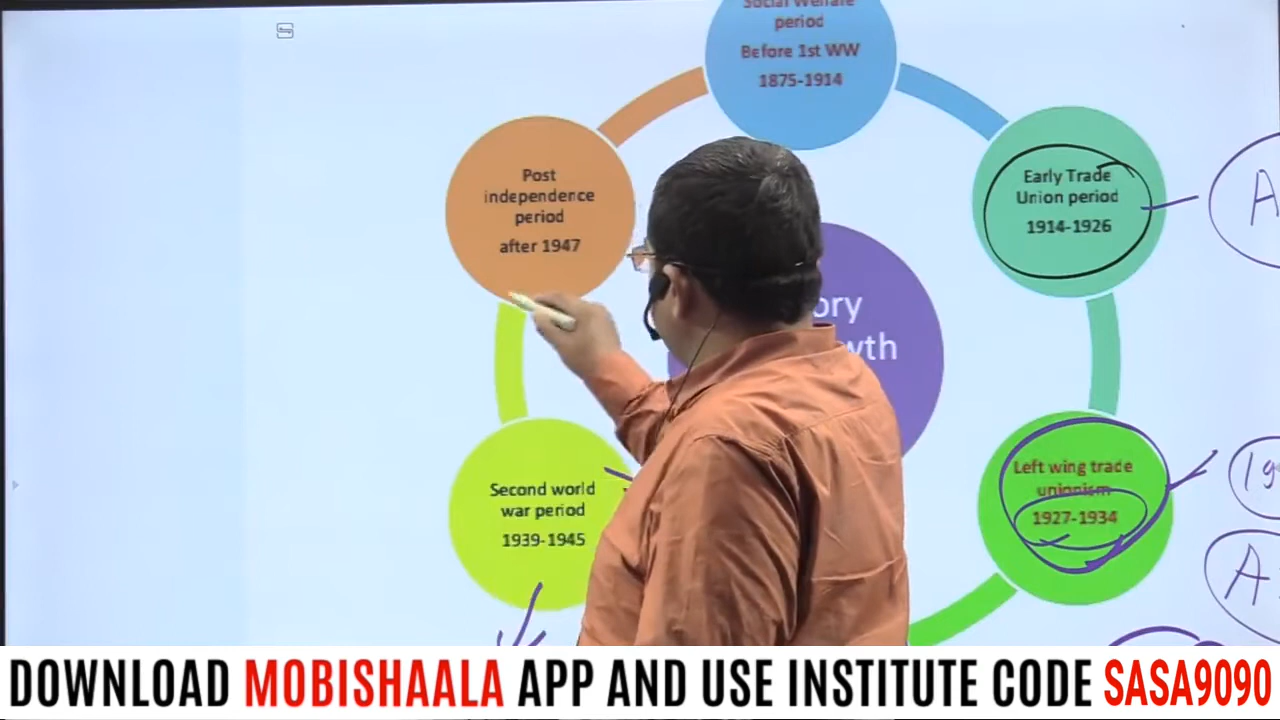 Social Welfare
period
Before 1st WW
1875-1914
Early Trade
Union period
1914-1926
A
Left wing trade
unionism
1927-1934
19
A
Second world
war period
1939-1945
Post
independence
period
after 1947
ory
wth
DOWNLOAD MOBISHAALA APP AND USE INSTITUTE CODE SASA9090